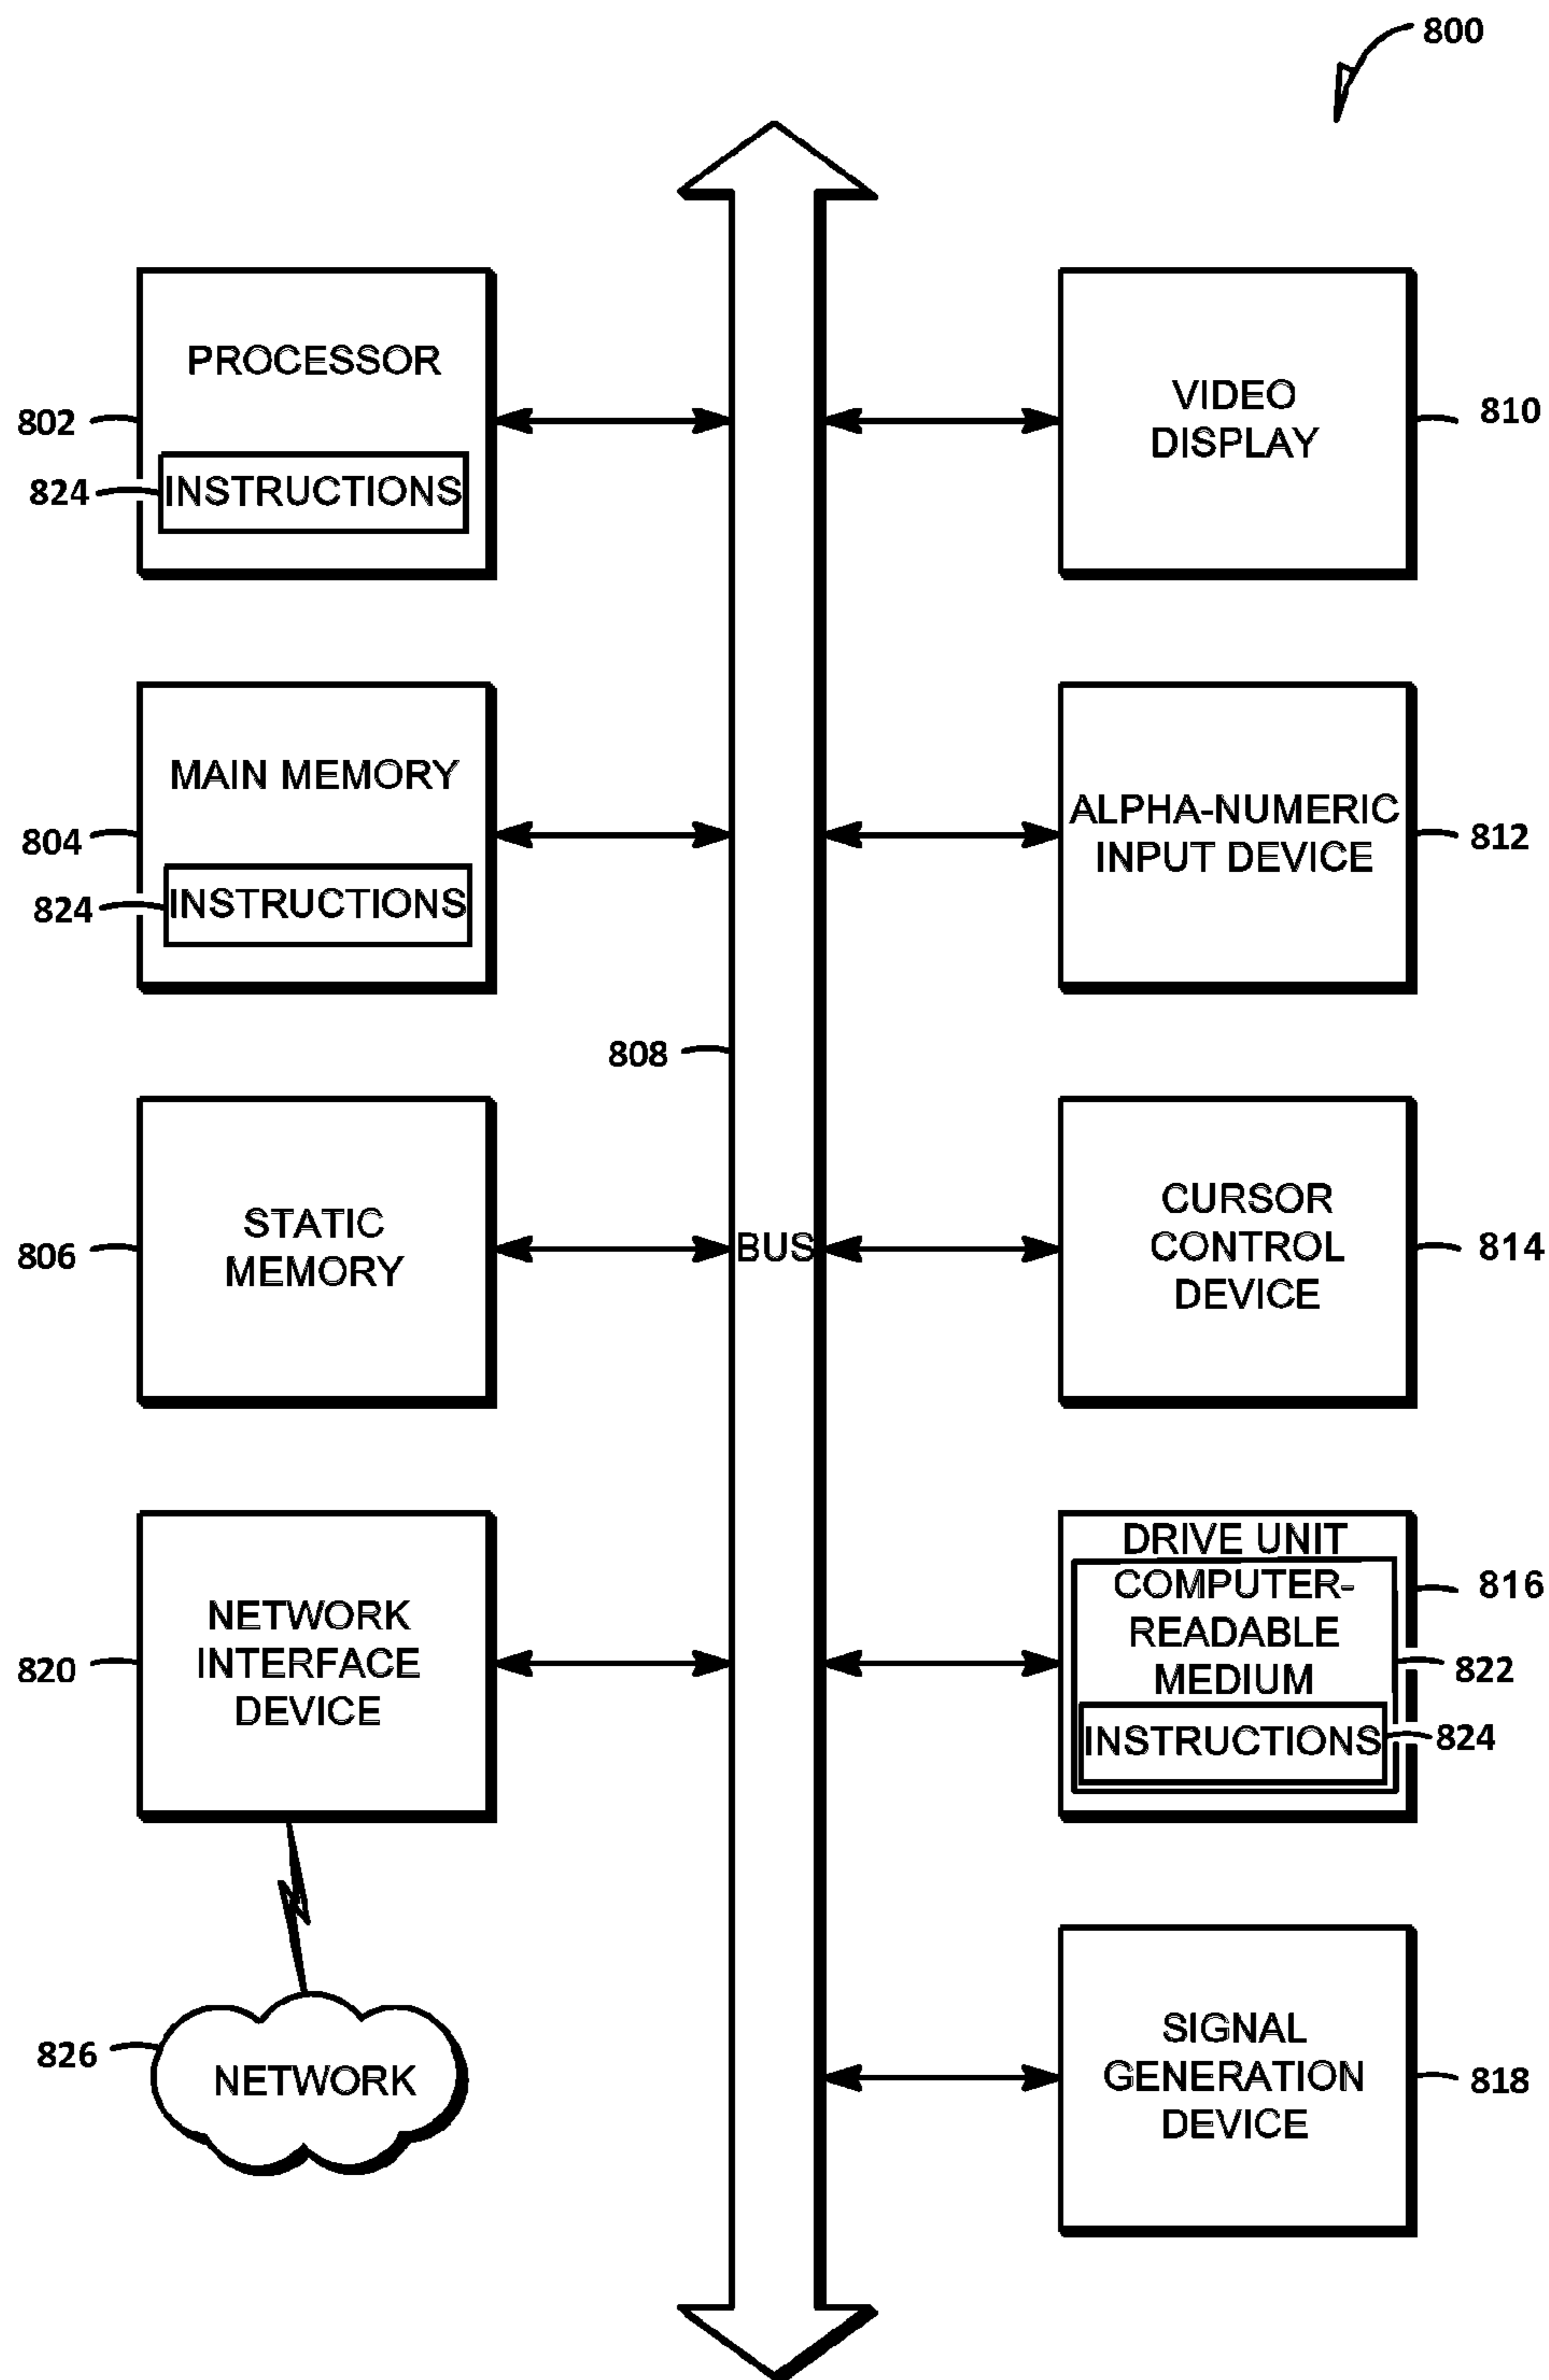 800
PROCESSOR
802
824
INSTRUCTIONS
VIDEO
DISPLAY
810
MAIN MEMORY
804
824
INSTRUCTIONS
ALPHA-NUMERIC
INPUT DEVICE
812
808
STATIC
MEMORY
806
BUS
CURSOR
CONTROL
DEVICE
814
NETWORK
INTERFACE
DEVICE
820
DRIVE UNIT
COMPUTER-
READABLE
MEDIUM
INSTRUCTIONS
816
822
824
826
NETWORK
SIGNAL
GENERATION
DEVICE
818